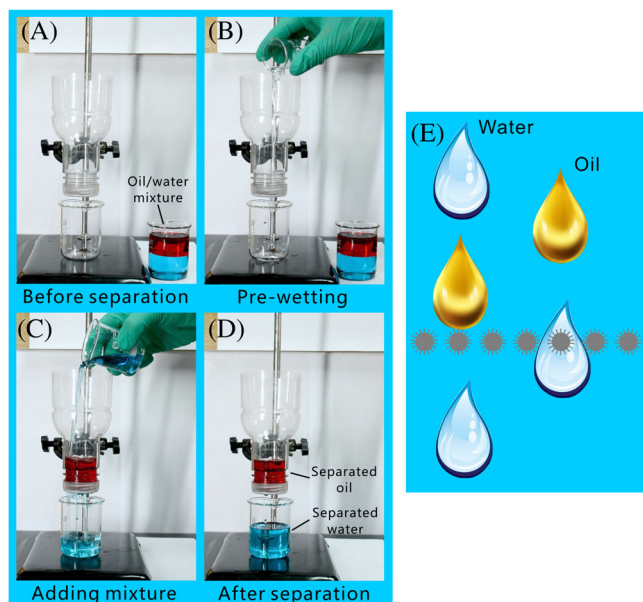 (A)
Oil/water
mixture
Before separation
(B)
Pre-wetting
(C)
Adding mixture
(D)
Separated
oil
Separated
water
After separation
(E)
Water
Oil